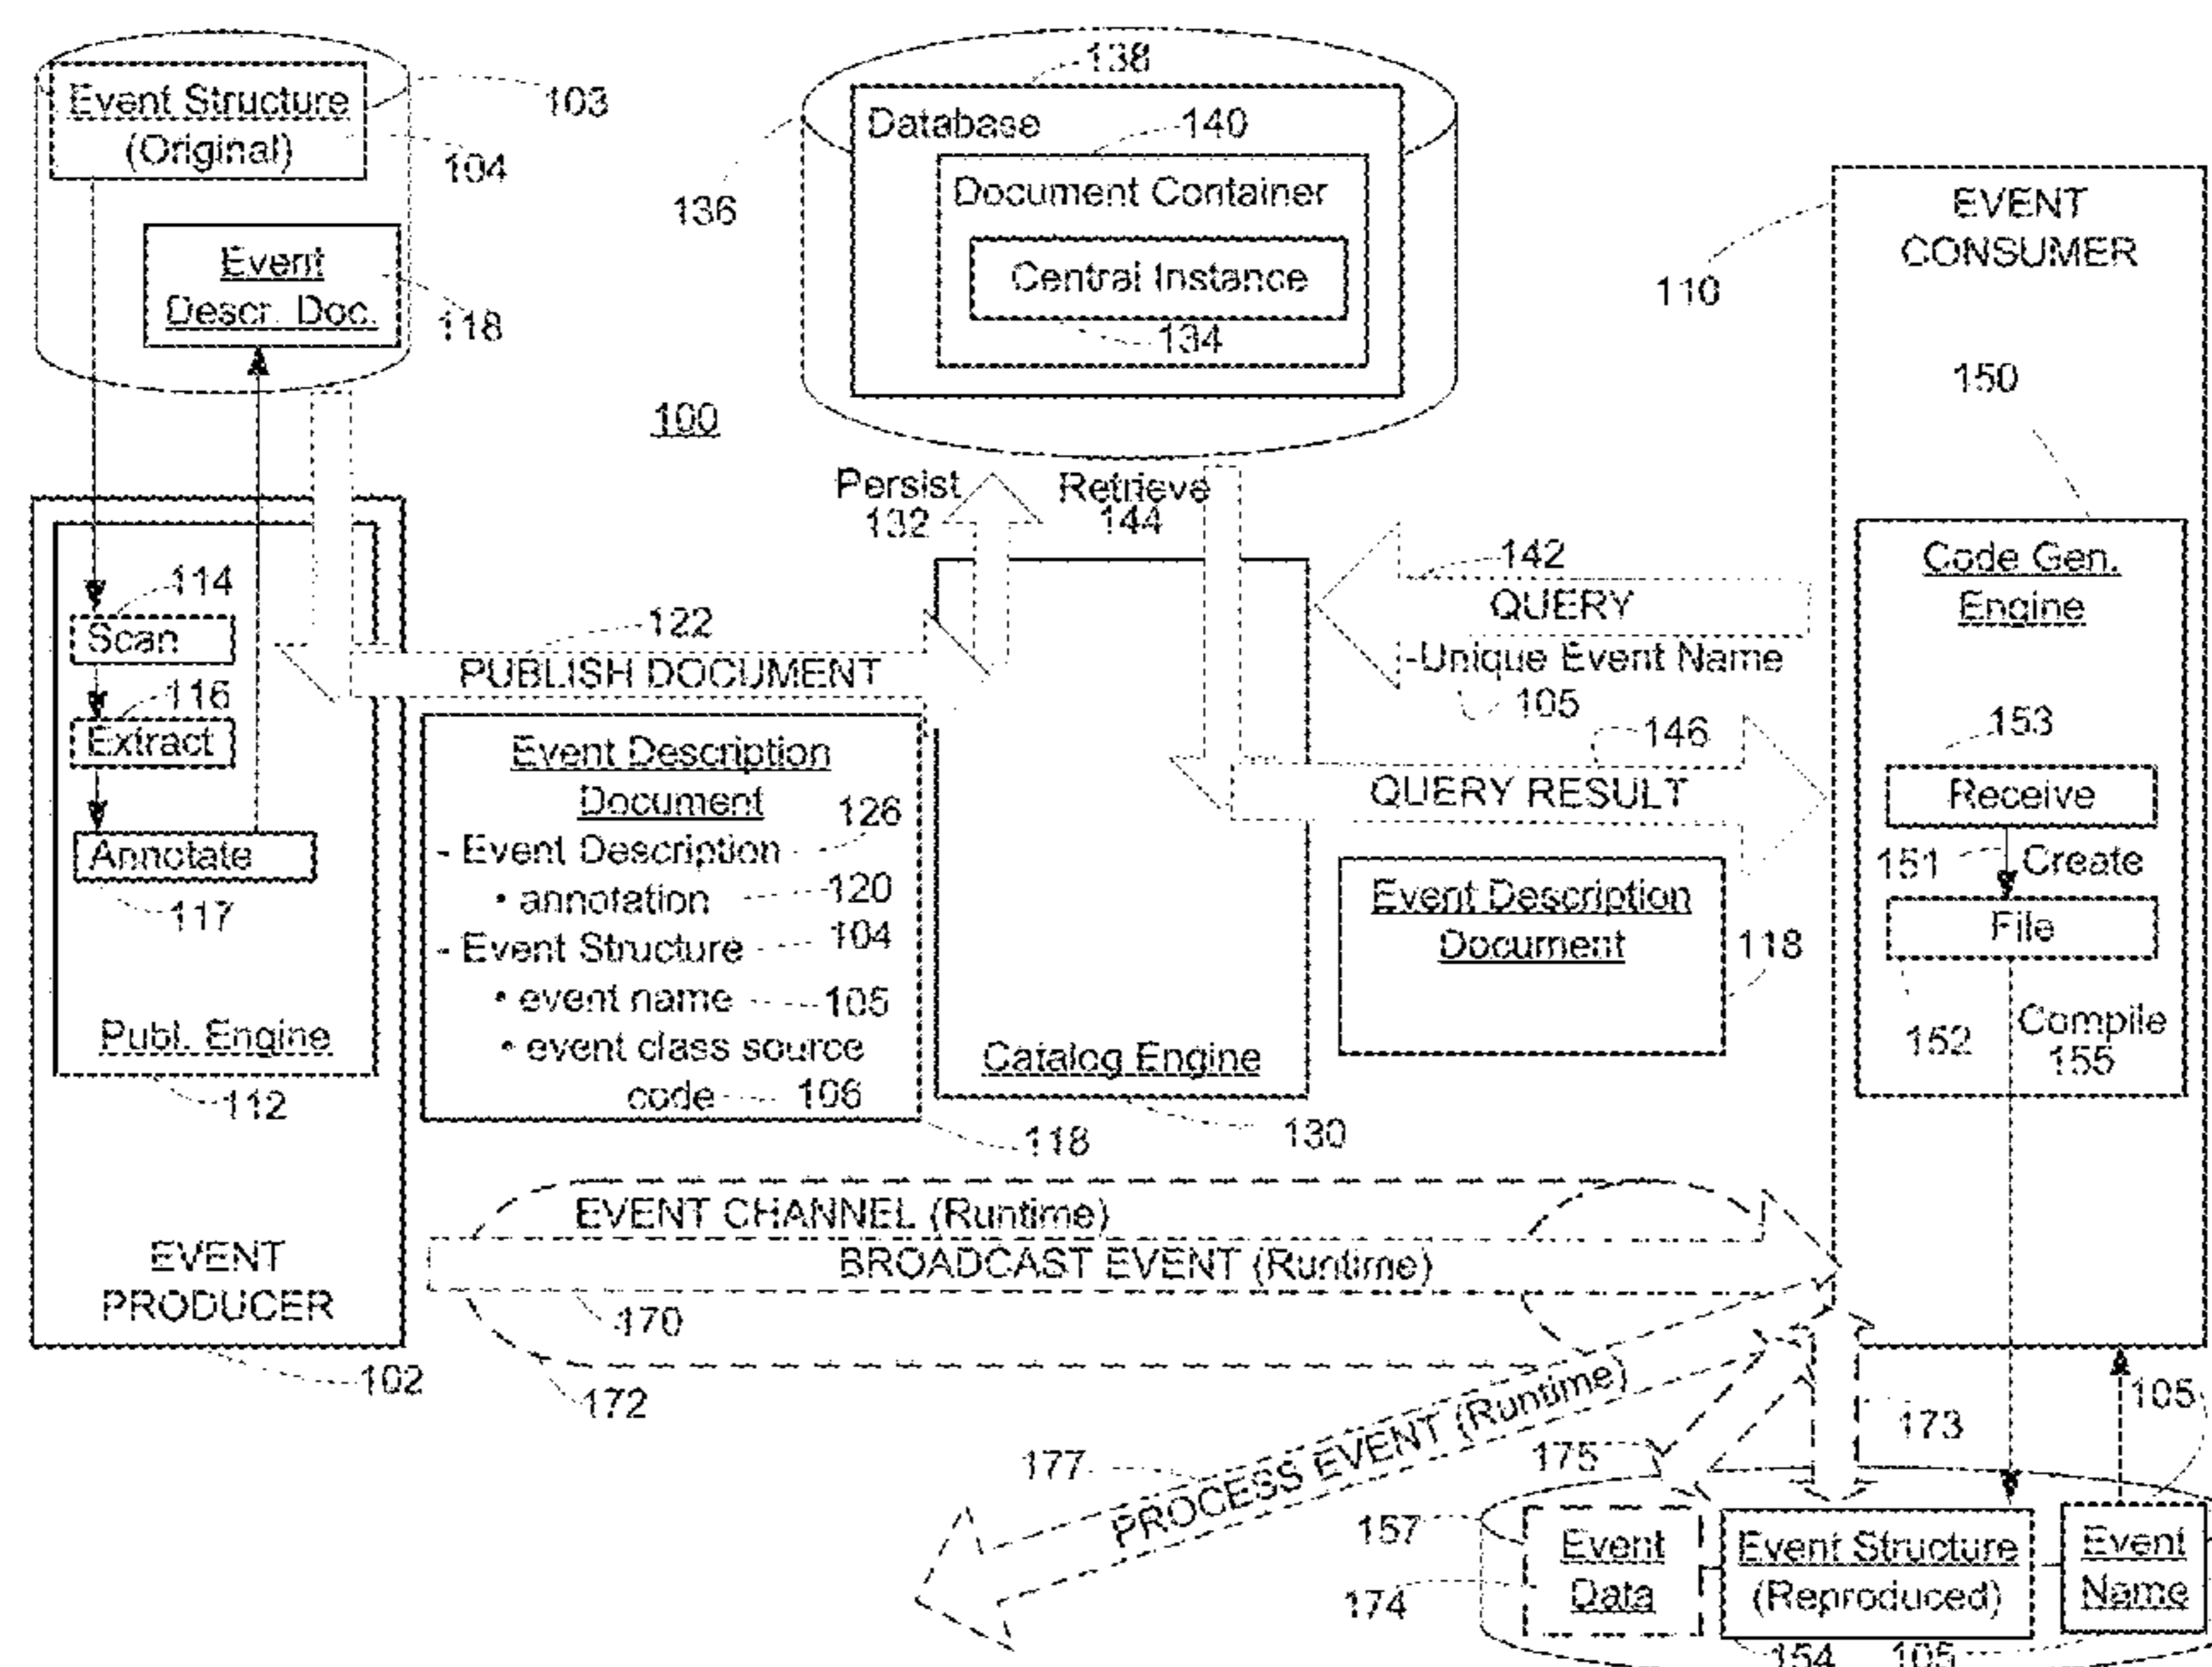 Event Structure
(Original)
103
104
Event
Descr. Doc.
118
138
Database
140
Document Container
Central Instance
134
136
100
EVENT
CONSUMER
110
150
Persist
132
Retrieve
144
114
Scan
116
Extract
Annotate
117
Publ. Engine
112
EVENT
PRODUCER
102
122
PUBLISH DOCUMENT
Event Description
Document
126
- Event Description
• annotation
120
- Event Structure
104
• event name
105
• event class source
code
106
118
Catalog Engine
130
142
QUERY
-Unique Event Name
105
146
QUERY RESULT
Event Description
Document
118
Code Gen.
Engine
153
Receive
151
Create
File
152
Compile
155
EVENT CHANNEL (Runtime)
BROADCAST EVENT (Runtime)
170
172
177
PROCESS EVENT (Runtime)
175
173
105
157
174
Event
Data
Event Structure
(Reproduced)
Event
Name
154
105